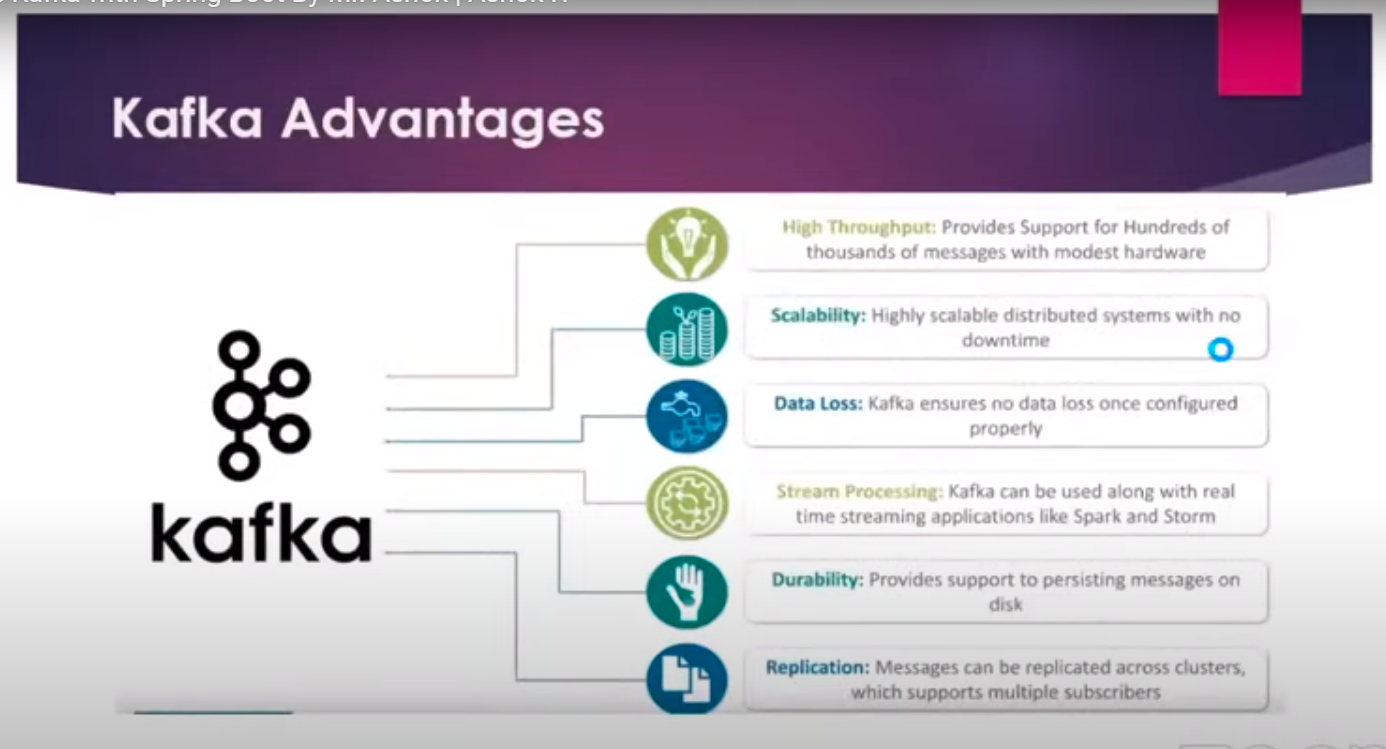 Kafka With Spring Boot By Mr. Ashok | Ashok IT
Kafka Advantages
High Throughput: Provides Support for Hundreds of
thousands of messages with modest hardware
Scalability: Highly scalable distributed systems with no
downtime
Data Loss: Kafka ensures no data loss once configured
properly
Stream Processing: Kafka can be used along with real
time streaming applications like Spark and Storm
Durability: Provides support to persisting messages on
disk
Replication: Messages can be replicated across clusters,
which supports multiple subscribers
kafka